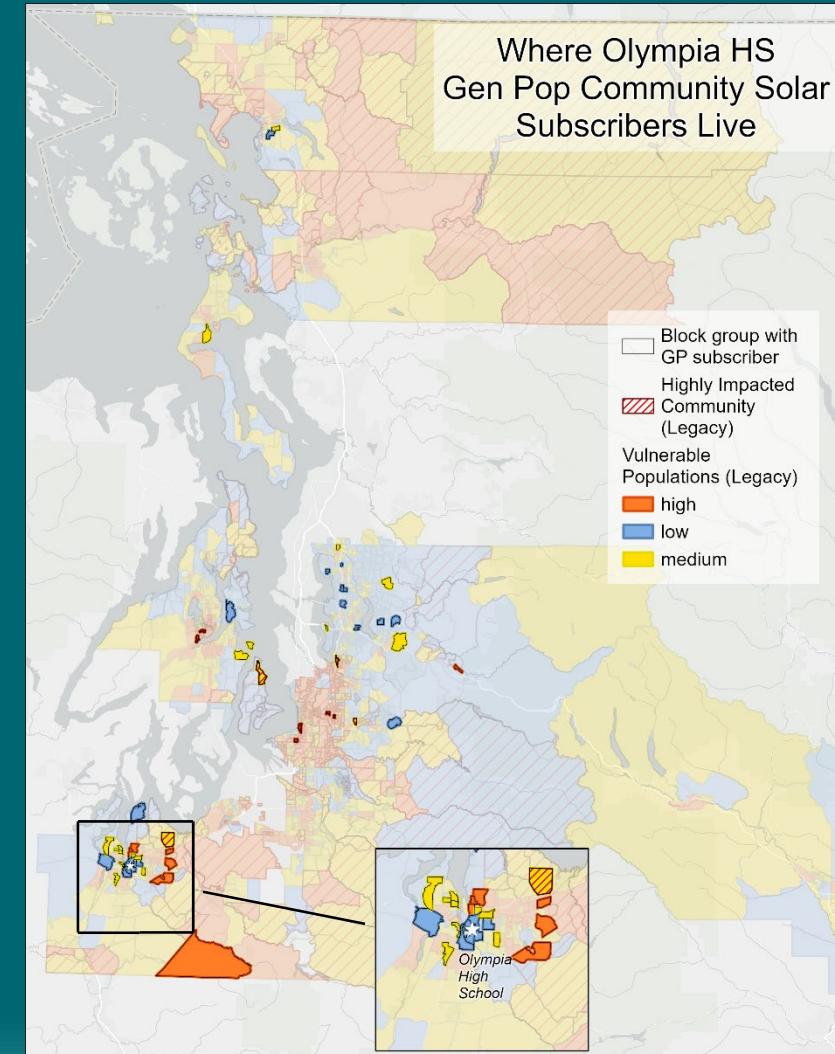 Where Olympia HS
Gen Pop Community Solar
Subscribers Live
Block group with
GP subscriber
Highly Impacted
Community
(Legacy)
Vulnerable
Populations (Legacy)
high
low
medium
Olympia
High
School